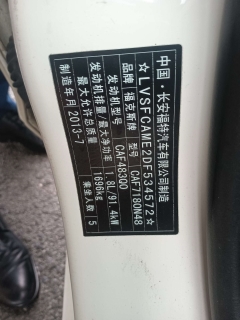 中国·长安福特汽车有限公司制造
☆LVSFCAME2DF534572☆
品牌 福克斯牌 整车型号 CAF7180N48
发动机型号 CAF483Q0
发动机排量/最大净功率 1.8L/91.4kW
最大允许总质量 1696kg
制造年月 2013-7 乘坐人数 5